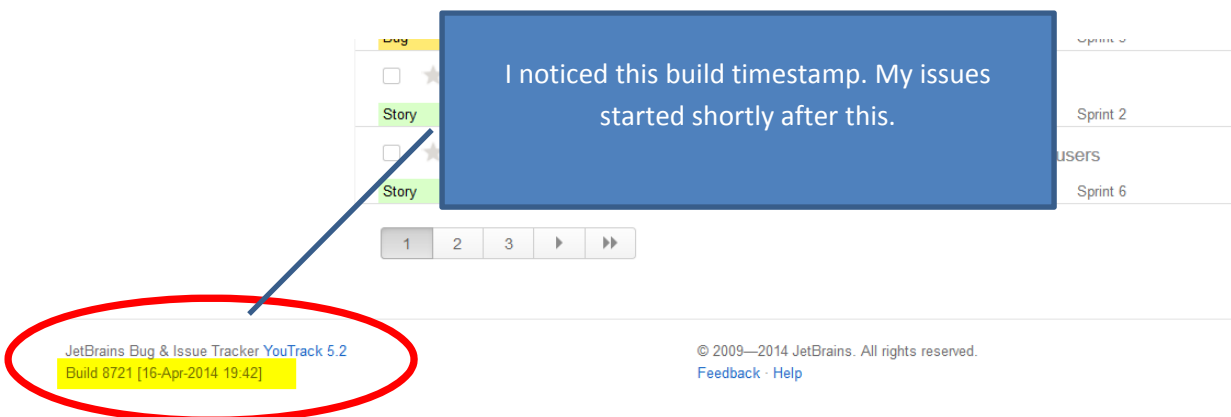 Bug
Sprint 9
I noticed this build timestamp. My issues
started shortly after this.
Story
Sprint 2
users
Story
Sprint 6
1 2 3
JetBrains Bug & Issue Tracker YouTrack 5.2
Build 8721 [16-Apr-2014 19:42]
© 2009—2014 JetBrains. All rights reserved.
Feedback · Help